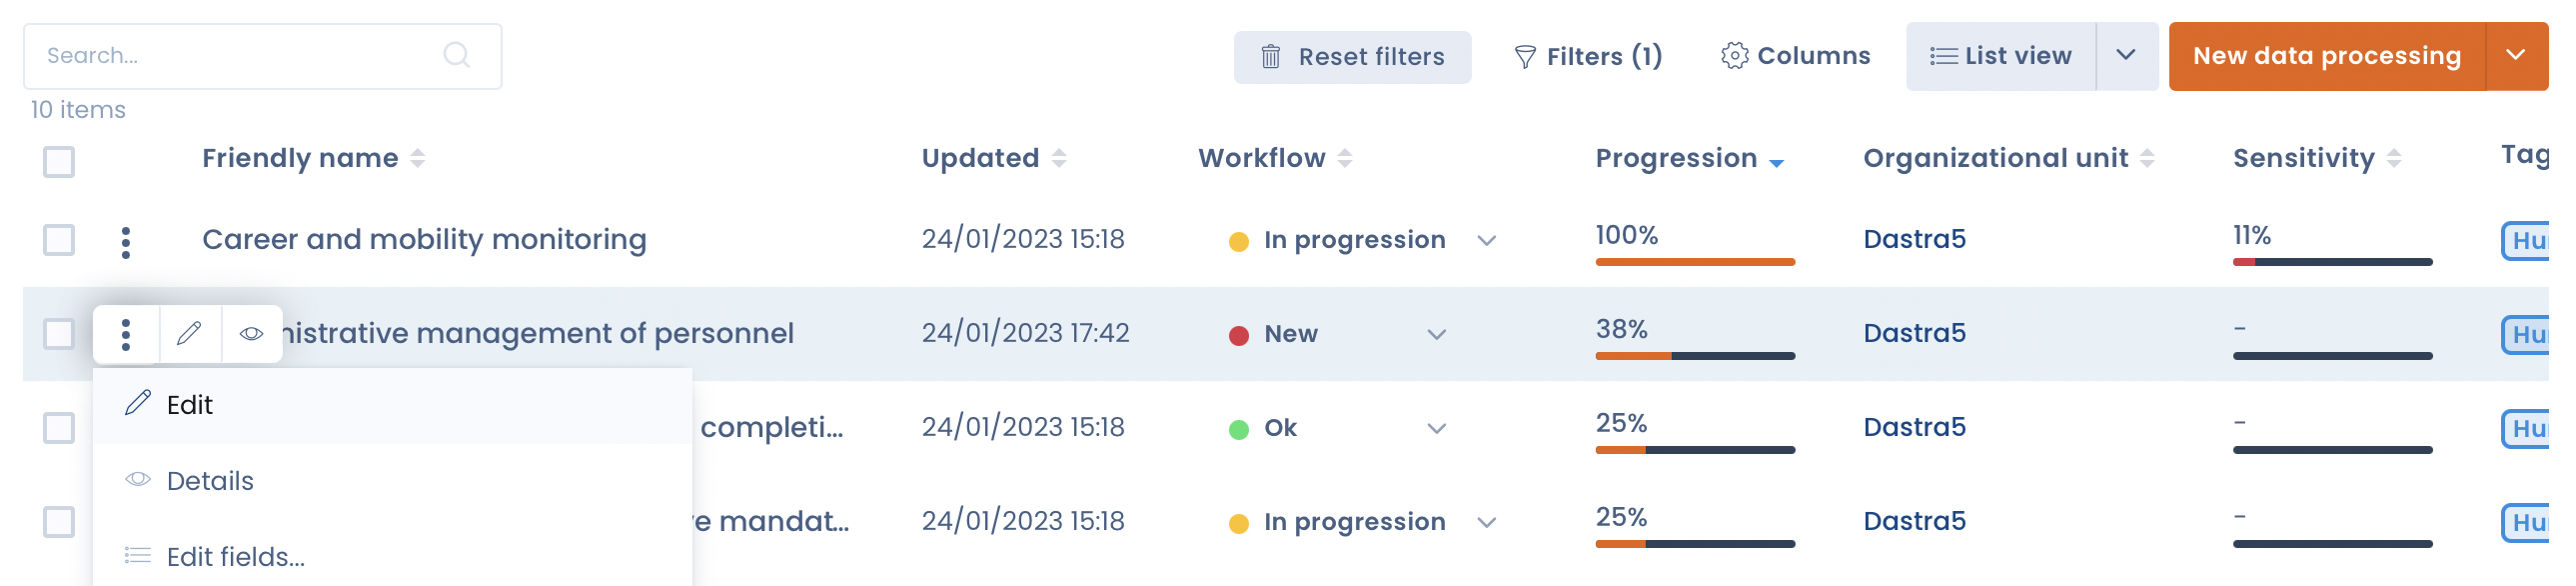 Search...
Reset filters Filters (1) Columns List view New data processing
10 items
Friendly name Updated Workflow Progression Organizational unit Sensitivity Tag
Career and mobility monitoring 24/01/2023 15:18 In progression 100% Dastra5 11% Hu
nistrative management of personnel 24/01/2023 17:42 New 38% Dastra5 - Hu
Edit
completi... 24/01/2023 15:18 Ok 25% Dastra5 - Hu
Details
e mandat... 24/01/2023 15:18 In progression 25% Dastra5 - Hu
Edit fields...